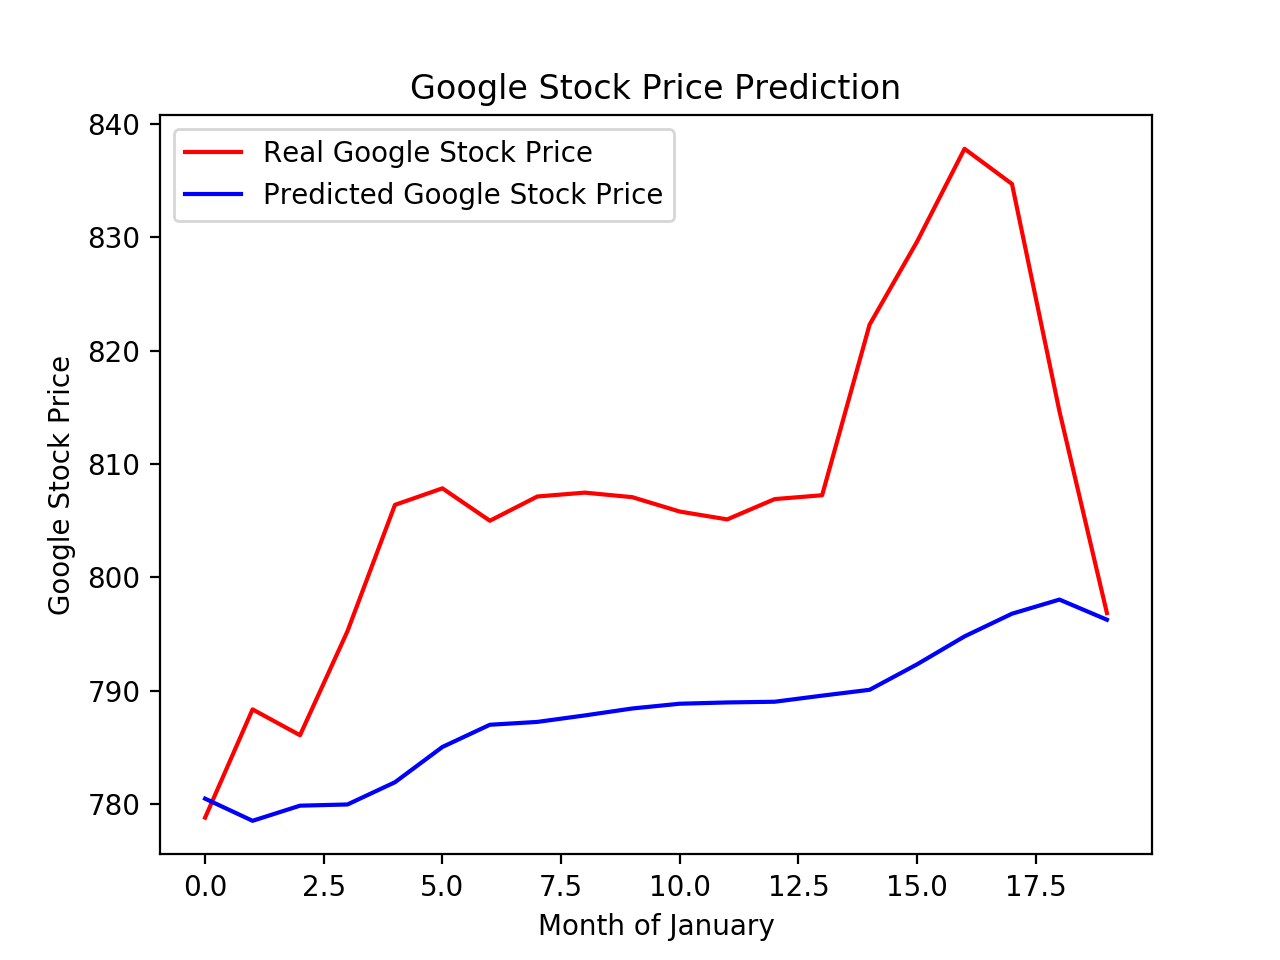 Google Stock Price Prediction
840
830
820
810
800
790
780
Google Stock Price
Real Google Stock Price
Predicted Google Stock Price
0.0 2.5 5.0 7.5 10.0 12.5 15.0 17.5
Month of January